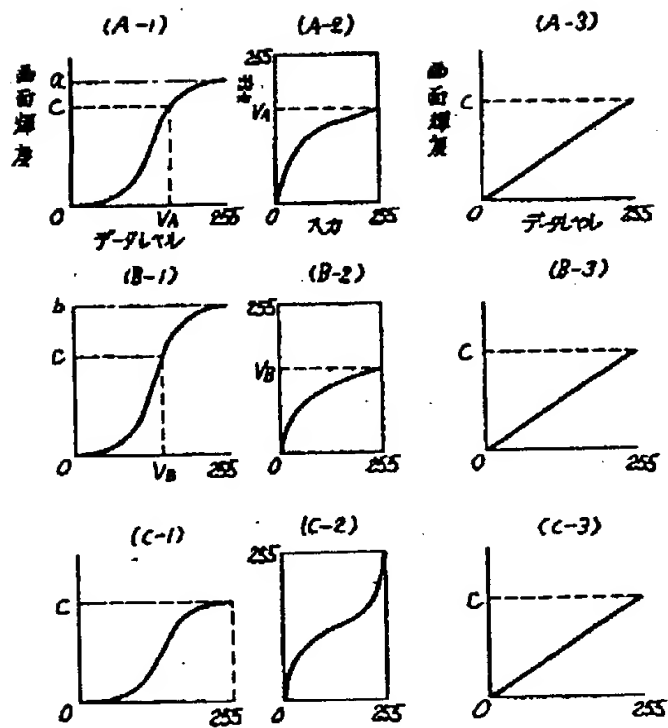 (A-1) (A-2) (A-3)
画面輝度 a c 0 VA 255 データレベル
出力 255 VA 0 255 入力
画面輝度 c 0 255 データレベル
(B-1) (B-2) (B-3)
b c 0 VB 255
255 VB 0 255
c 0 255
(C-1) (C-2) (C-3)
c 0 255
255 0 255
c 0 255